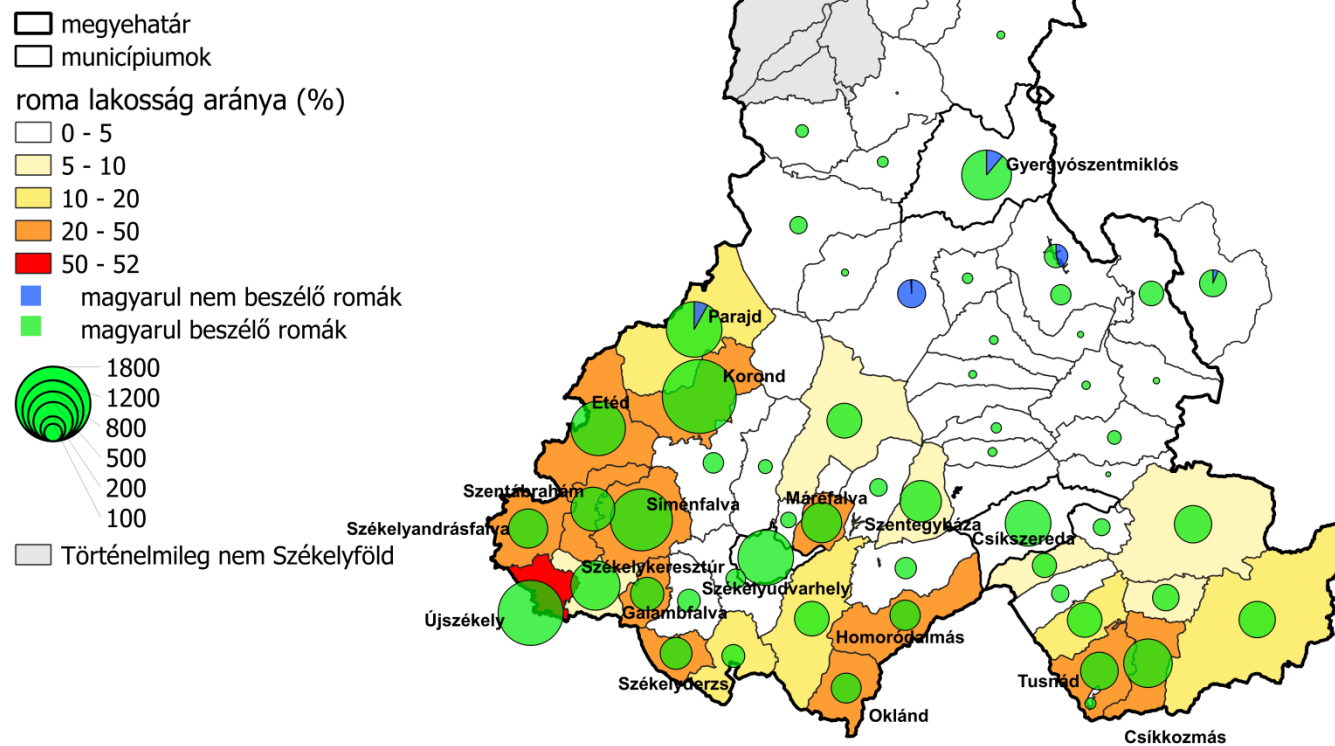 megyehatár
municípiumok
roma lakosság aránya (%)
0 - 5
5 - 10
10 - 20
20 - 50
50 - 52
magyarul nem beszélő romák
magyarul beszélő romák
1800
1200
800
500
200
100
Történelmileg nem Székelyföld
Gyergyószentmiklós
Parajd
Korond
Etéd
Szentábrahám
Siménfalva
Máréfalva
Székelyandrásfalva
Szentegyháza
Csíkszereda
Székelykeresztúr
Székelyudvarhely
Galambfalva
Újszékely
Homoródalmás
Székelyderzs
Tusnád
Oklánd
Csíkkozmás